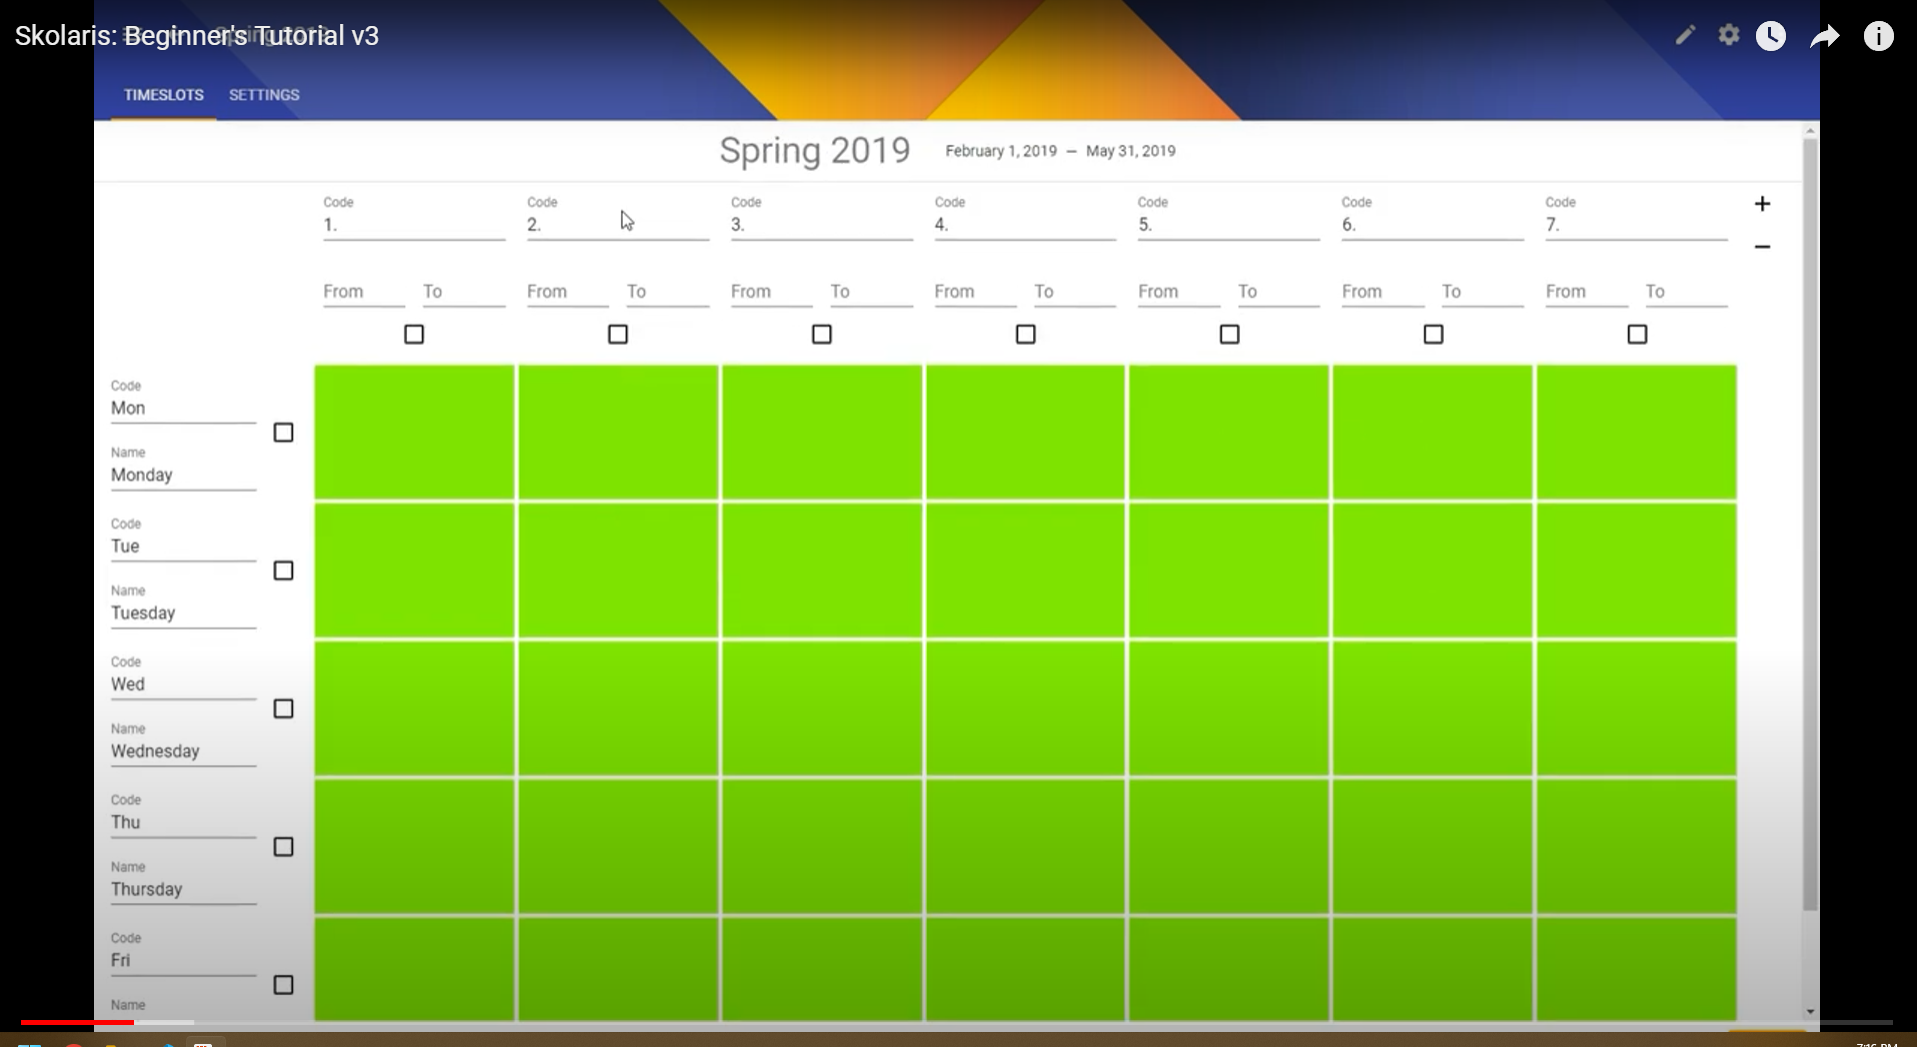 Skolaris: Beginner's Tutorial v3
TIMESLOTS SETTINGS
Spring 2019 February 1, 2019 – May 31, 2019
Code Code Code Code Code Code Code
1. 2. 3. 4. 5. 6. 7.
From To From To From To From To From To From To From To
Code
Mon
Name
Monday
Code
Tue
Name
Tuesday
Code
Wed
Name
Wednesday
Code
Thu
Name
Thursday
Code
Fri
Name